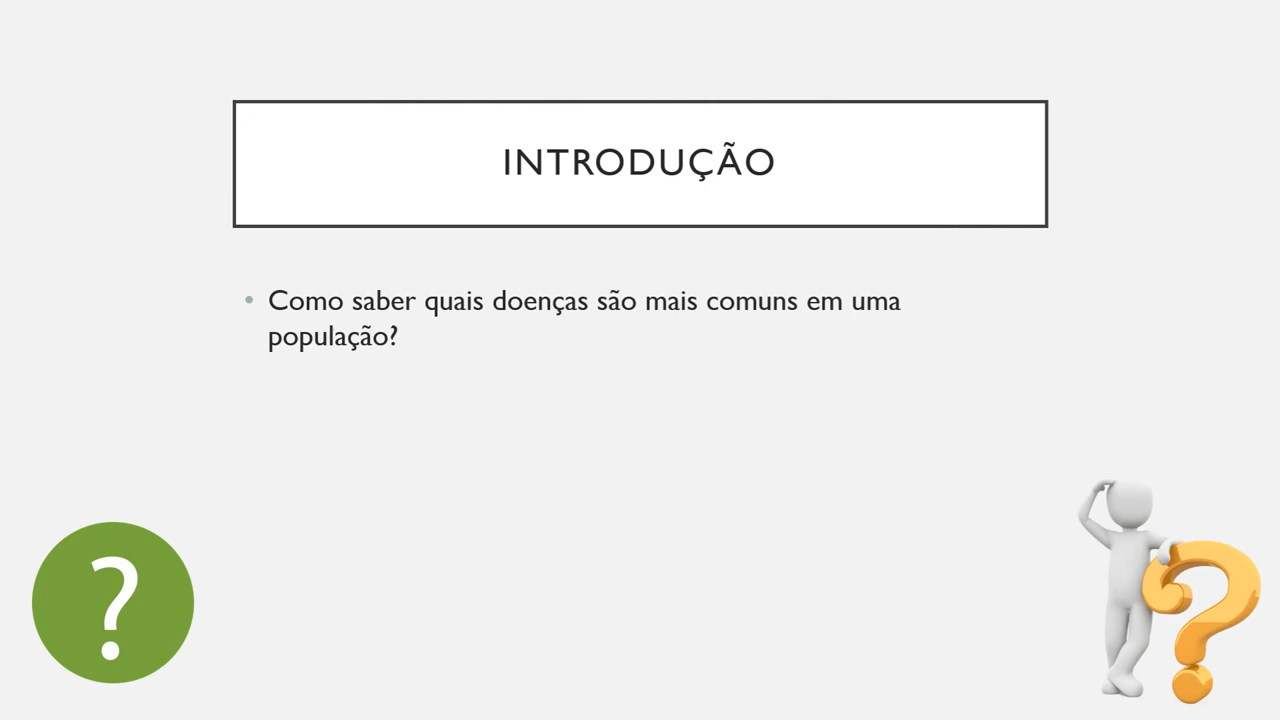 INTRODUÇÃO
• Como saber quais doenças são mais comuns em uma
população?
?